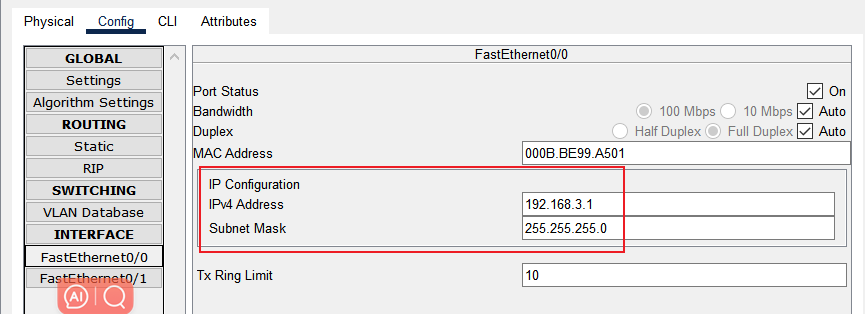 Physical Config CLI Attributes
GLOBAL
Settings
Algorithm Settings
ROUTING
Static
RIP
SWITCHING
VLAN Database
INTERFACE
FastEthernet0/0
FastEthernet0/1
AI
FastEthernet0/0
Port Status On
Bandwidth 100 Mbps 10 Mbps Auto
Duplex Half Duplex Full Duplex Auto
MAC Address 000B.BE99.A501
IP Configuration
IPv4 Address 192.168.3.1
Subnet Mask 255.255.255.0
Tx Ring Limit 10